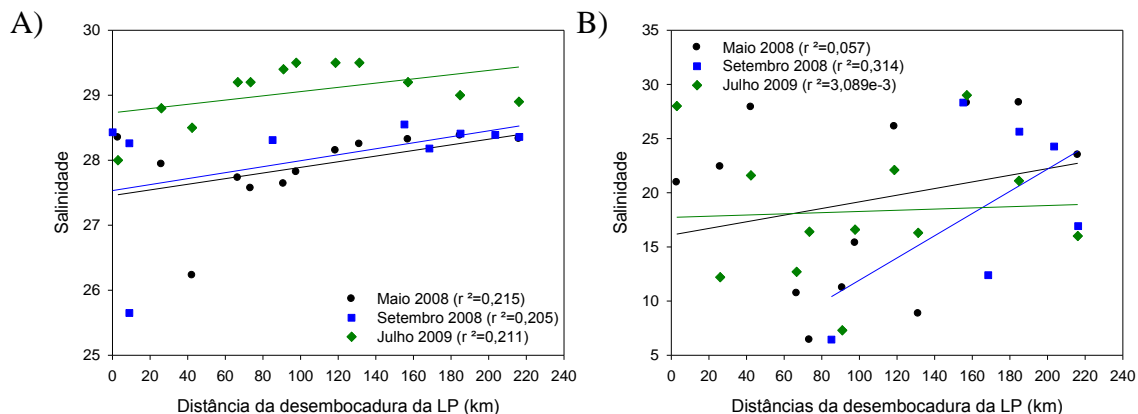 A)
30
29
28
27
26
25
Salinidade
0 20 40 60 80 100 120 140 160 180 200 220 240
Distância da desembocadura da LP (km)
Maio 2008 (r ²=0,215)
Setembro 2008 (r ²=0,205)
Julho 2009 (r ²=0,211)
B)
35
30
25
20
15
10
5
Salinidade
0 20 40 60 80 100 120 140 160 180 200 220 240
Distâncias da desembocadura da LP (km)
Maio 2008 (r ²=0,057)
Setembro 2008 (r ²=0,314)
Julho 2009 (r ²=3,089e-3)